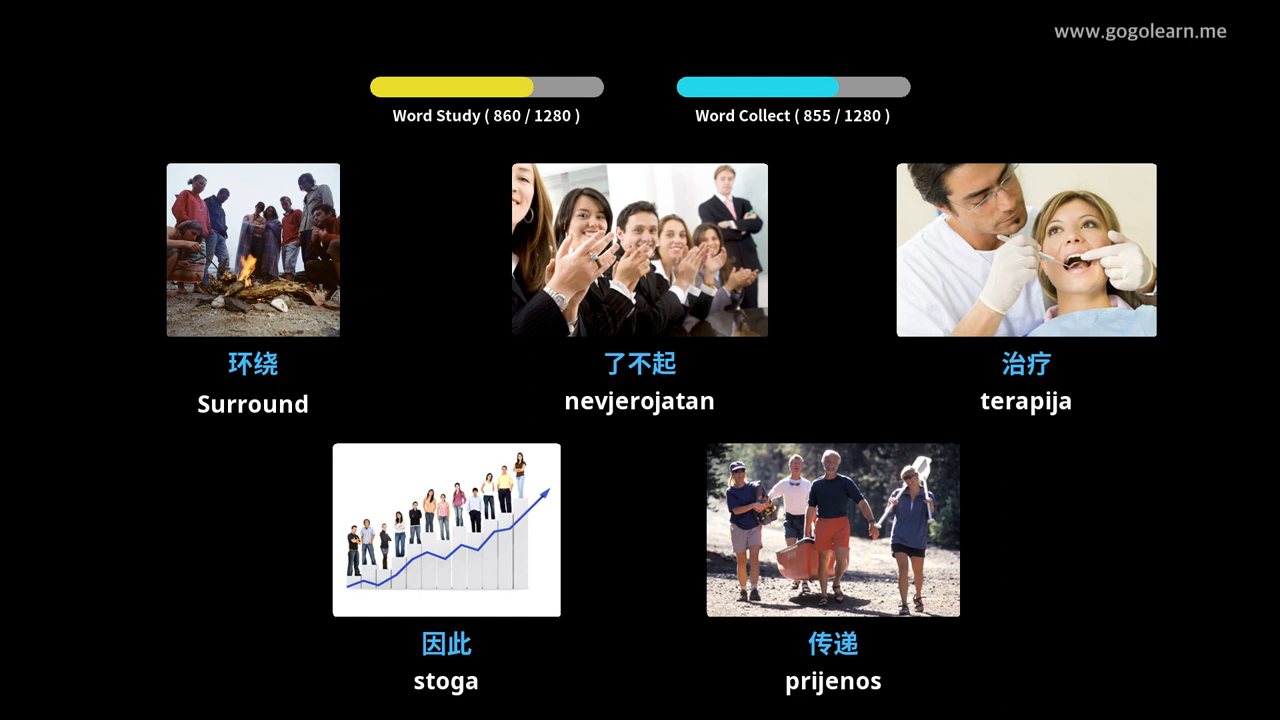 www.gogolearn.me
Word Study ( 860 / 1280 )
Word Collect ( 855 / 1280 )
环绕
Surround
了不起
nevjerojatan
治疗
terapija
因此
stoga
传递
prijenos